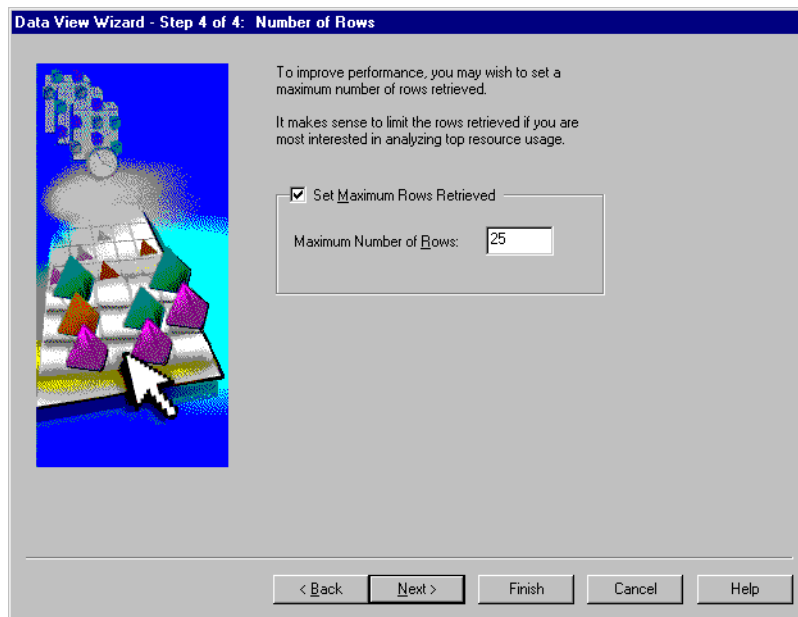 Data View Wizard - Step 4 of 4: Number of Rows
To improve performance, you may wish to set a
maximum number of rows retrieved.
It makes sense to limit the rows retrieved if you are
most interested in analyzing top resource usage.
Set Maximum Rows Retrieved
Maximum Number of Rows: 25
< Back Next > Finish Cancel Help